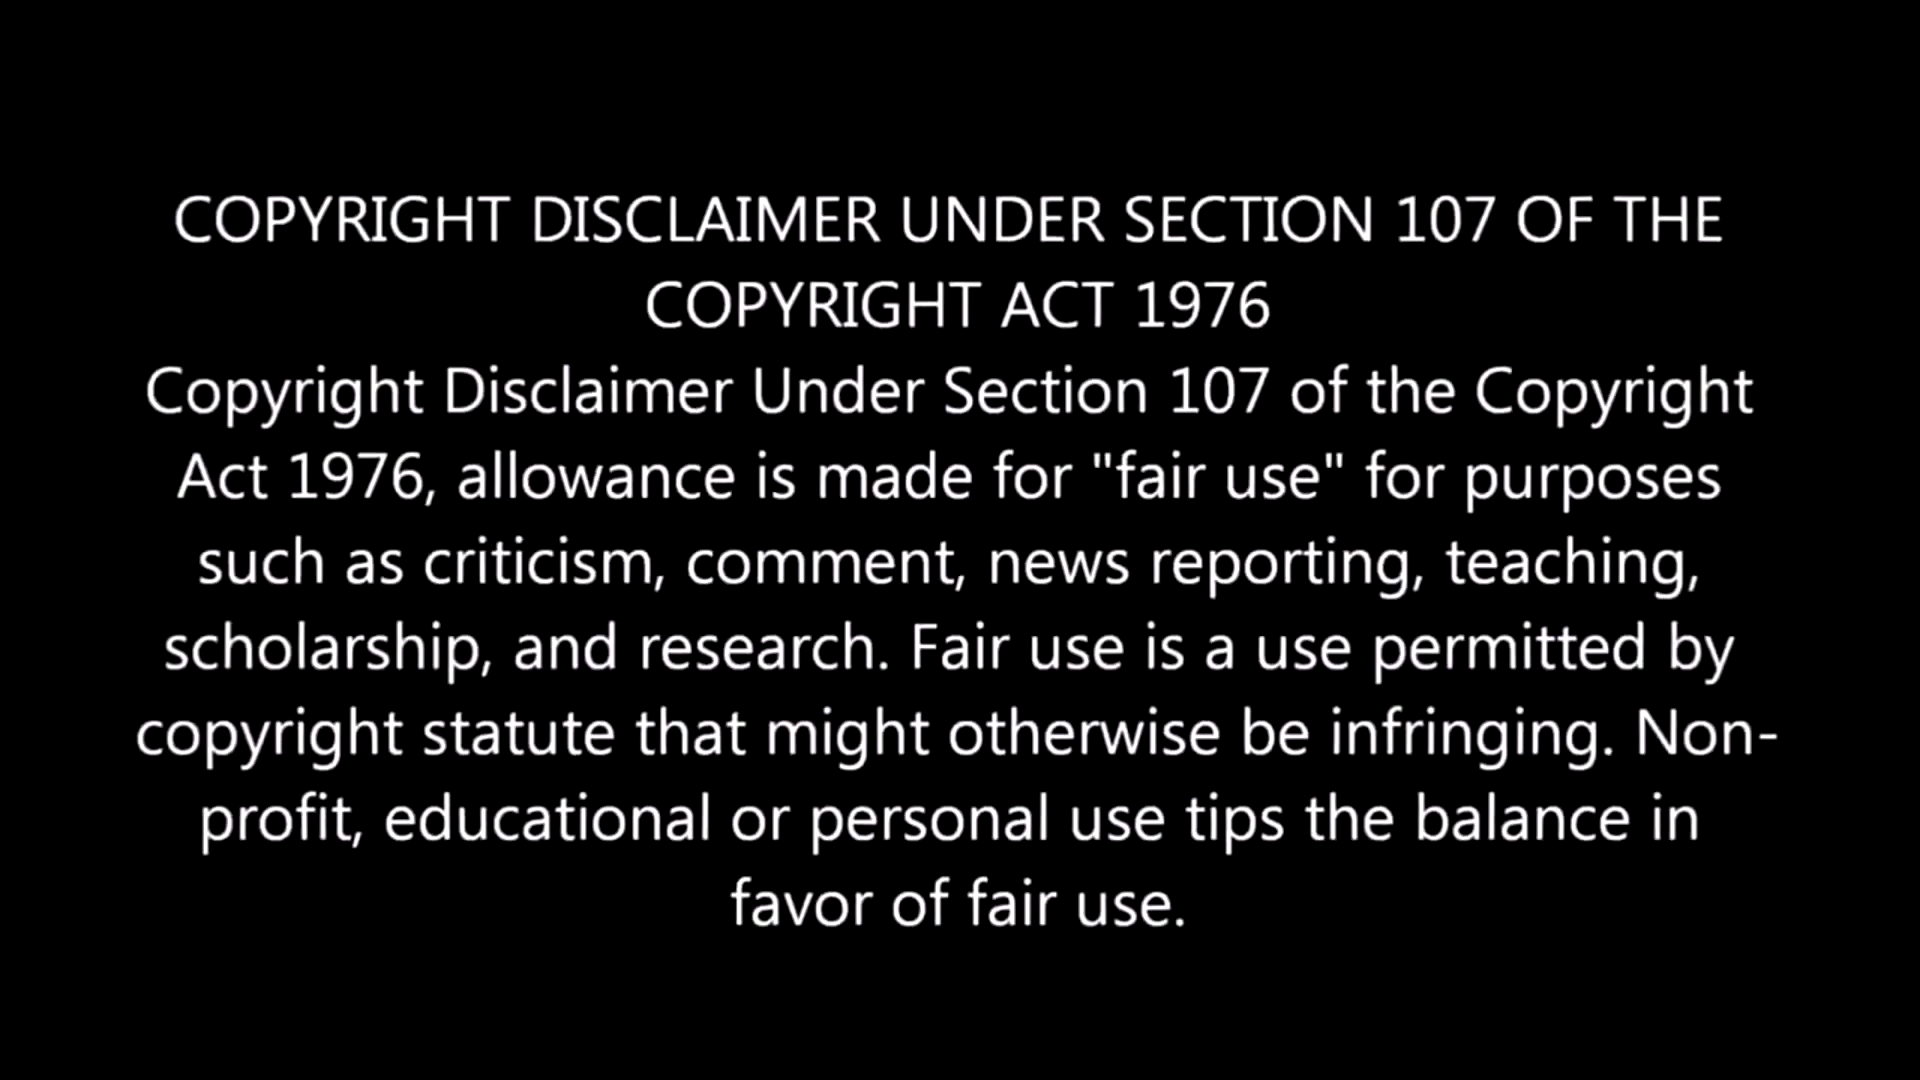 COPYRIGHT DISCLAIMER UNDER SECTION 107 OF THE
COPYRIGHT ACT 1976
Copyright Disclaimer Under Section 107 of the Copyright
Act 1976, allowance is made for "fair use" for purposes
such as criticism, comment, news reporting, teaching,
scholarship, and research. Fair use is a use permitted by
copyright statute that might otherwise be infringing. Non-
profit, educational or personal use tips the balance in
favor of fair use.